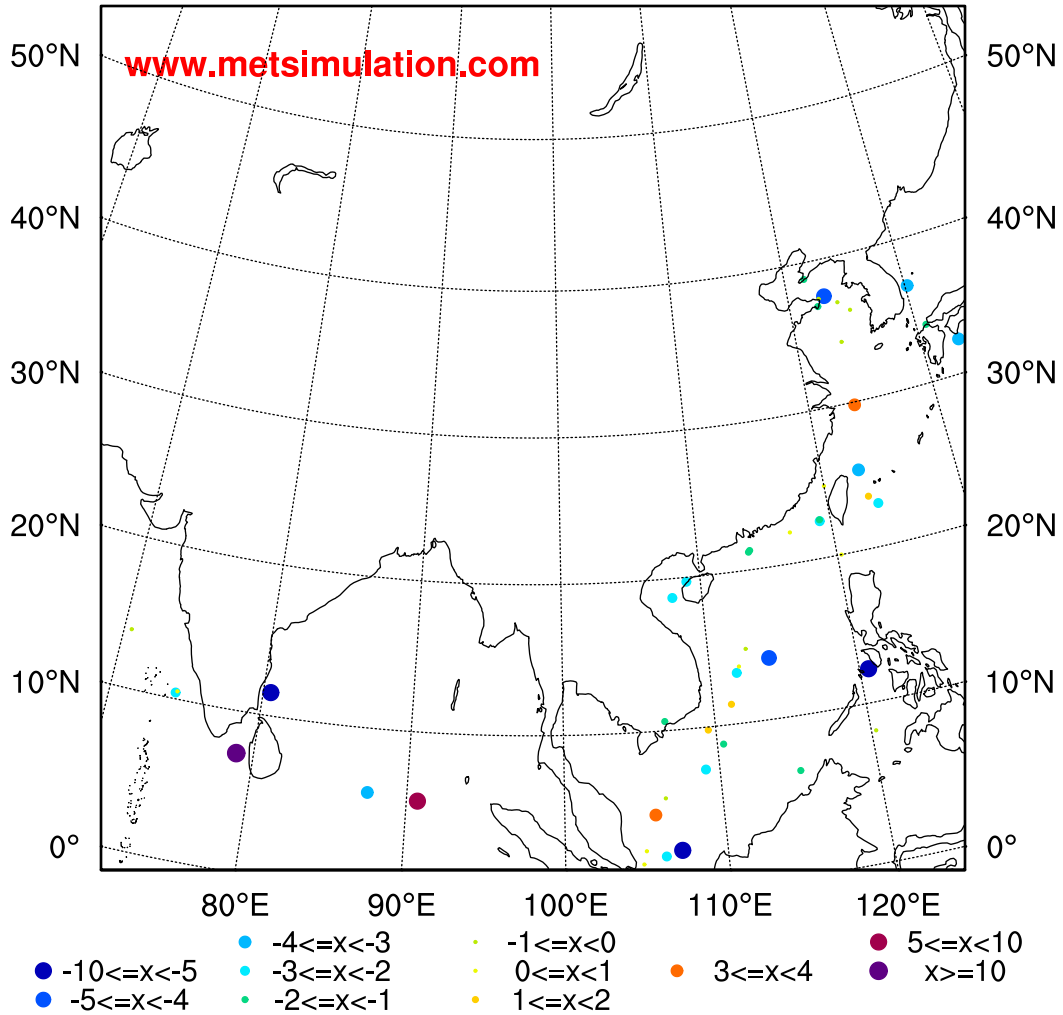 www.metsimulation.com
50°N 50°N
40°N 40°N
30°N 30°N
20°N 20°N
10°N 10°N
0° 0°
80°E 90°E 100°E 110°E 120°E
-4<=x<-3 -1<=x<0 5<=x<10
-10<=x<-5 -3<=x<-2 0<=x<1 3<=x<4 x>=10
-5<=x<-4 -2<=x<-1 1<=x<2